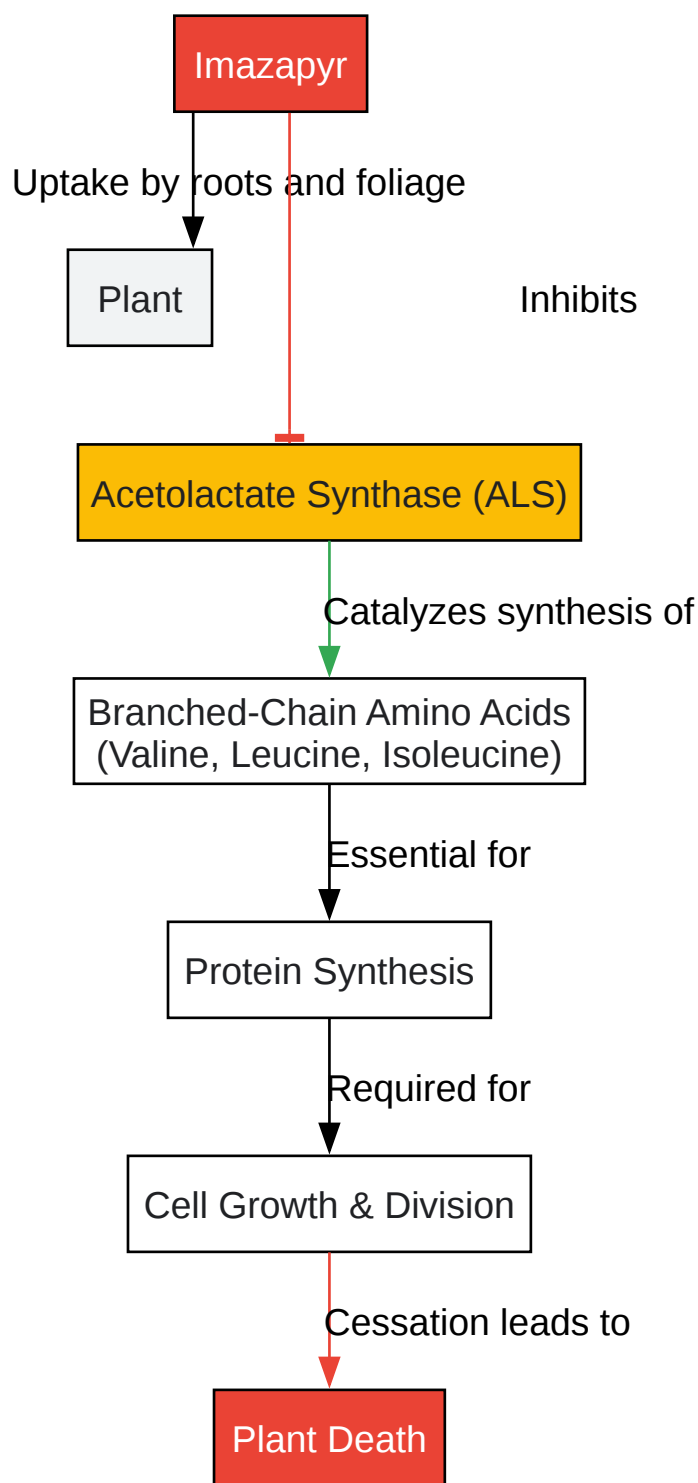 Imazapyr
Uptake by roots and foliage
Plant
Inhibits
Acetolactate Synthase (ALS)
Catalyzes synthesis of
Branched-Chain Amino Acids
(Valine, Leucine, Isoleucine)
Essential for
Protein Synthesis
Required for
Cell Growth & Division
Cessation leads to
Plant Death